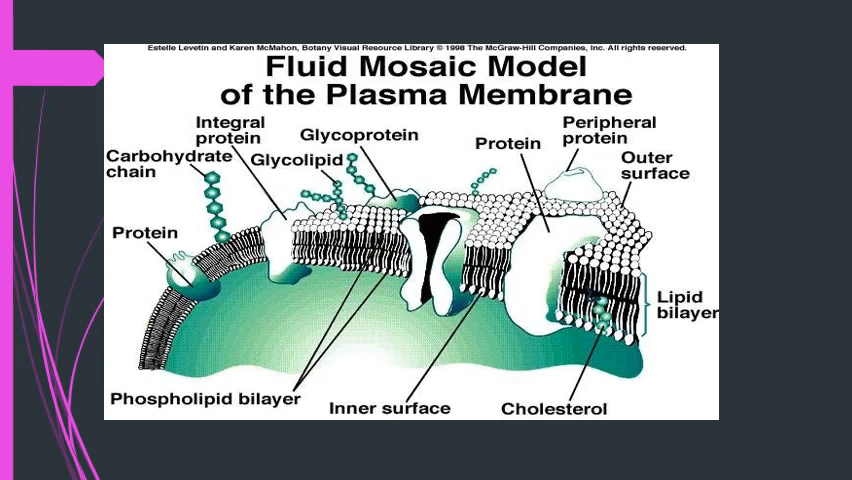 Estelle Levetin and Karen McMahon, Botany Visual Resource Library © 1998 The McGraw-Hill Companies, Inc. All rights reserved.
Fluid Mosaic Model
of the Plasma Membrane
Integral
protein
Glycoprotein
Protein
Peripheral
protein
Carbohydrate
chain
Glycolipid
Outer
surface
Protein
Lipid
bilayer
Phospholipid bilayer
Inner surface
Cholesterol